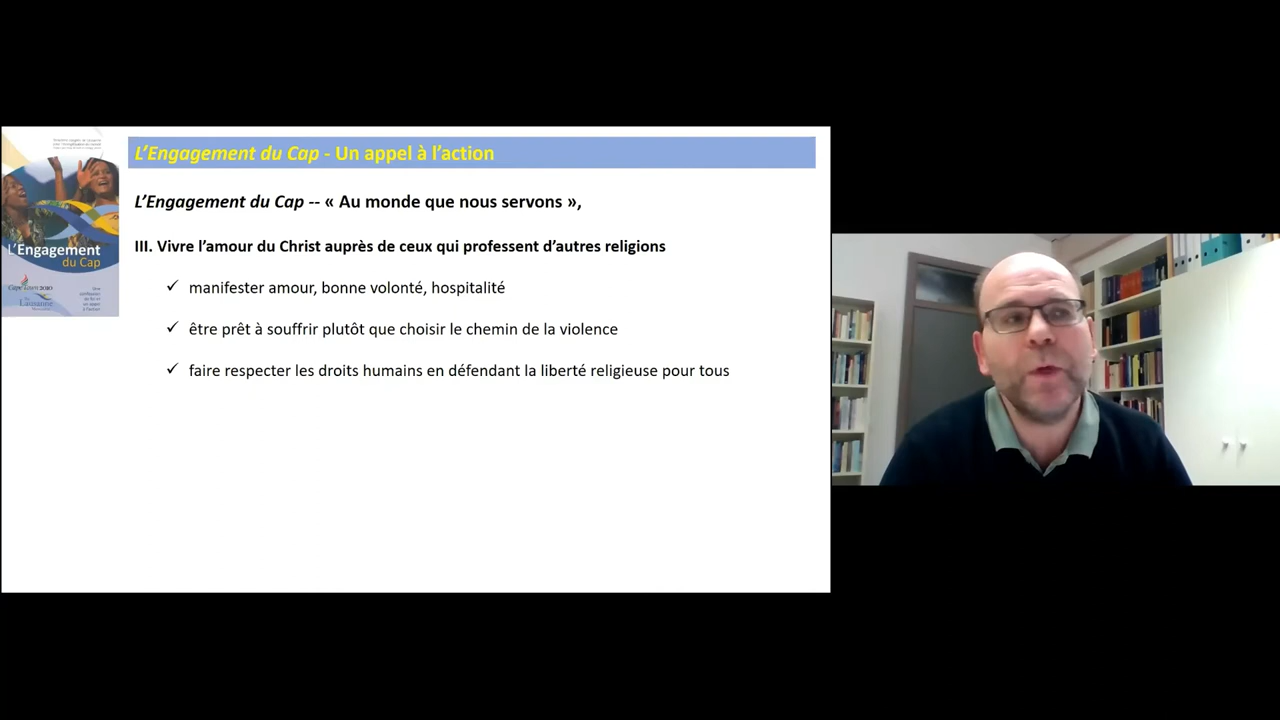 L'Engagement du Cap - Un appel à l'action
L'Engagement du Cap -- « Au monde que nous servons »,
III. Vivre l'amour du Christ auprès de ceux qui professent d'autres religions
✓ manifester amour, bonne volonté, hospitalité
✓ être prêt à souffrir plutôt que choisir le chemin de la violence
✓ faire respecter les droits humains en défendant la liberté religieuse pour tous
L'Engagement
du Cap
Cape Town 2010
Lausanne